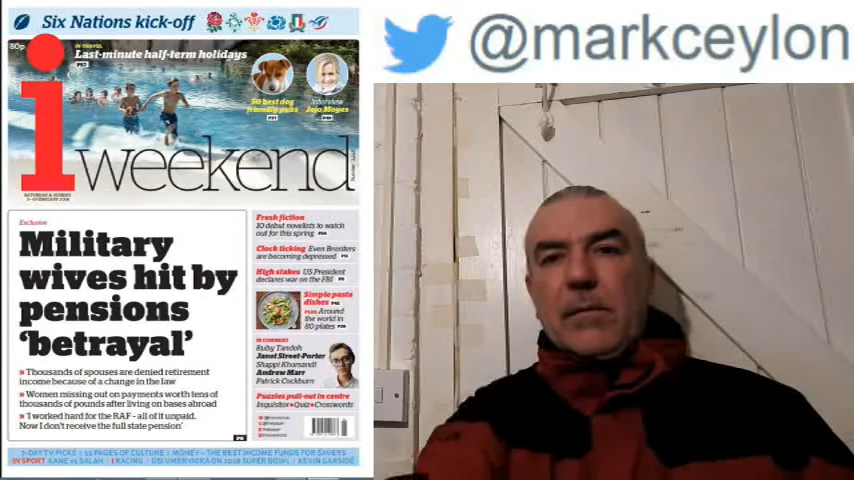 Six Nations kick-off
@markceylon
80p
IN TRAVEL
Last-minute half-term holidays
i
weekend
50 best dog
friendly pubs
Interview
Jojo Moyes
SATURDAY & SUNDAY
Exclusive
Military
wives hit by
pensions
‘betrayal’
» Thousands of spouses are denied retirement
income because of a change in the law
» Women missing out on payments worth tens of
thousands of pounds after living on bases abroad
» ‘I worked hard for the RAF – all of it unpaid.
Now I don't receive the full state pension’
Fresh fiction
10 debut novelists to watch
out for this spring
Clock ticking Even Brexiters
are becoming depressed
High stakes US President
declares war on the FBI
Simple pasta
dishes
PLUS Around
the world in
80 plates
IN COMMENT
Ruby Tandoh
Janet Street-Porter
Shappi Khorsandi
Andrew Marr
Patrick Cockburn
Puzzles pull-out in centre
Inquisitor • Quiz • Crosswords
7-DAY TV PICKS | 11 PAGES OF CULTURE | MONEY – THE BEST INCOME FUNDS FOR SAVERS
IN SPORT KANE vs SALAH | RACING | OSI UMENYIORA ON 2018 SUPER BOWL | KEVIN GARSIDE